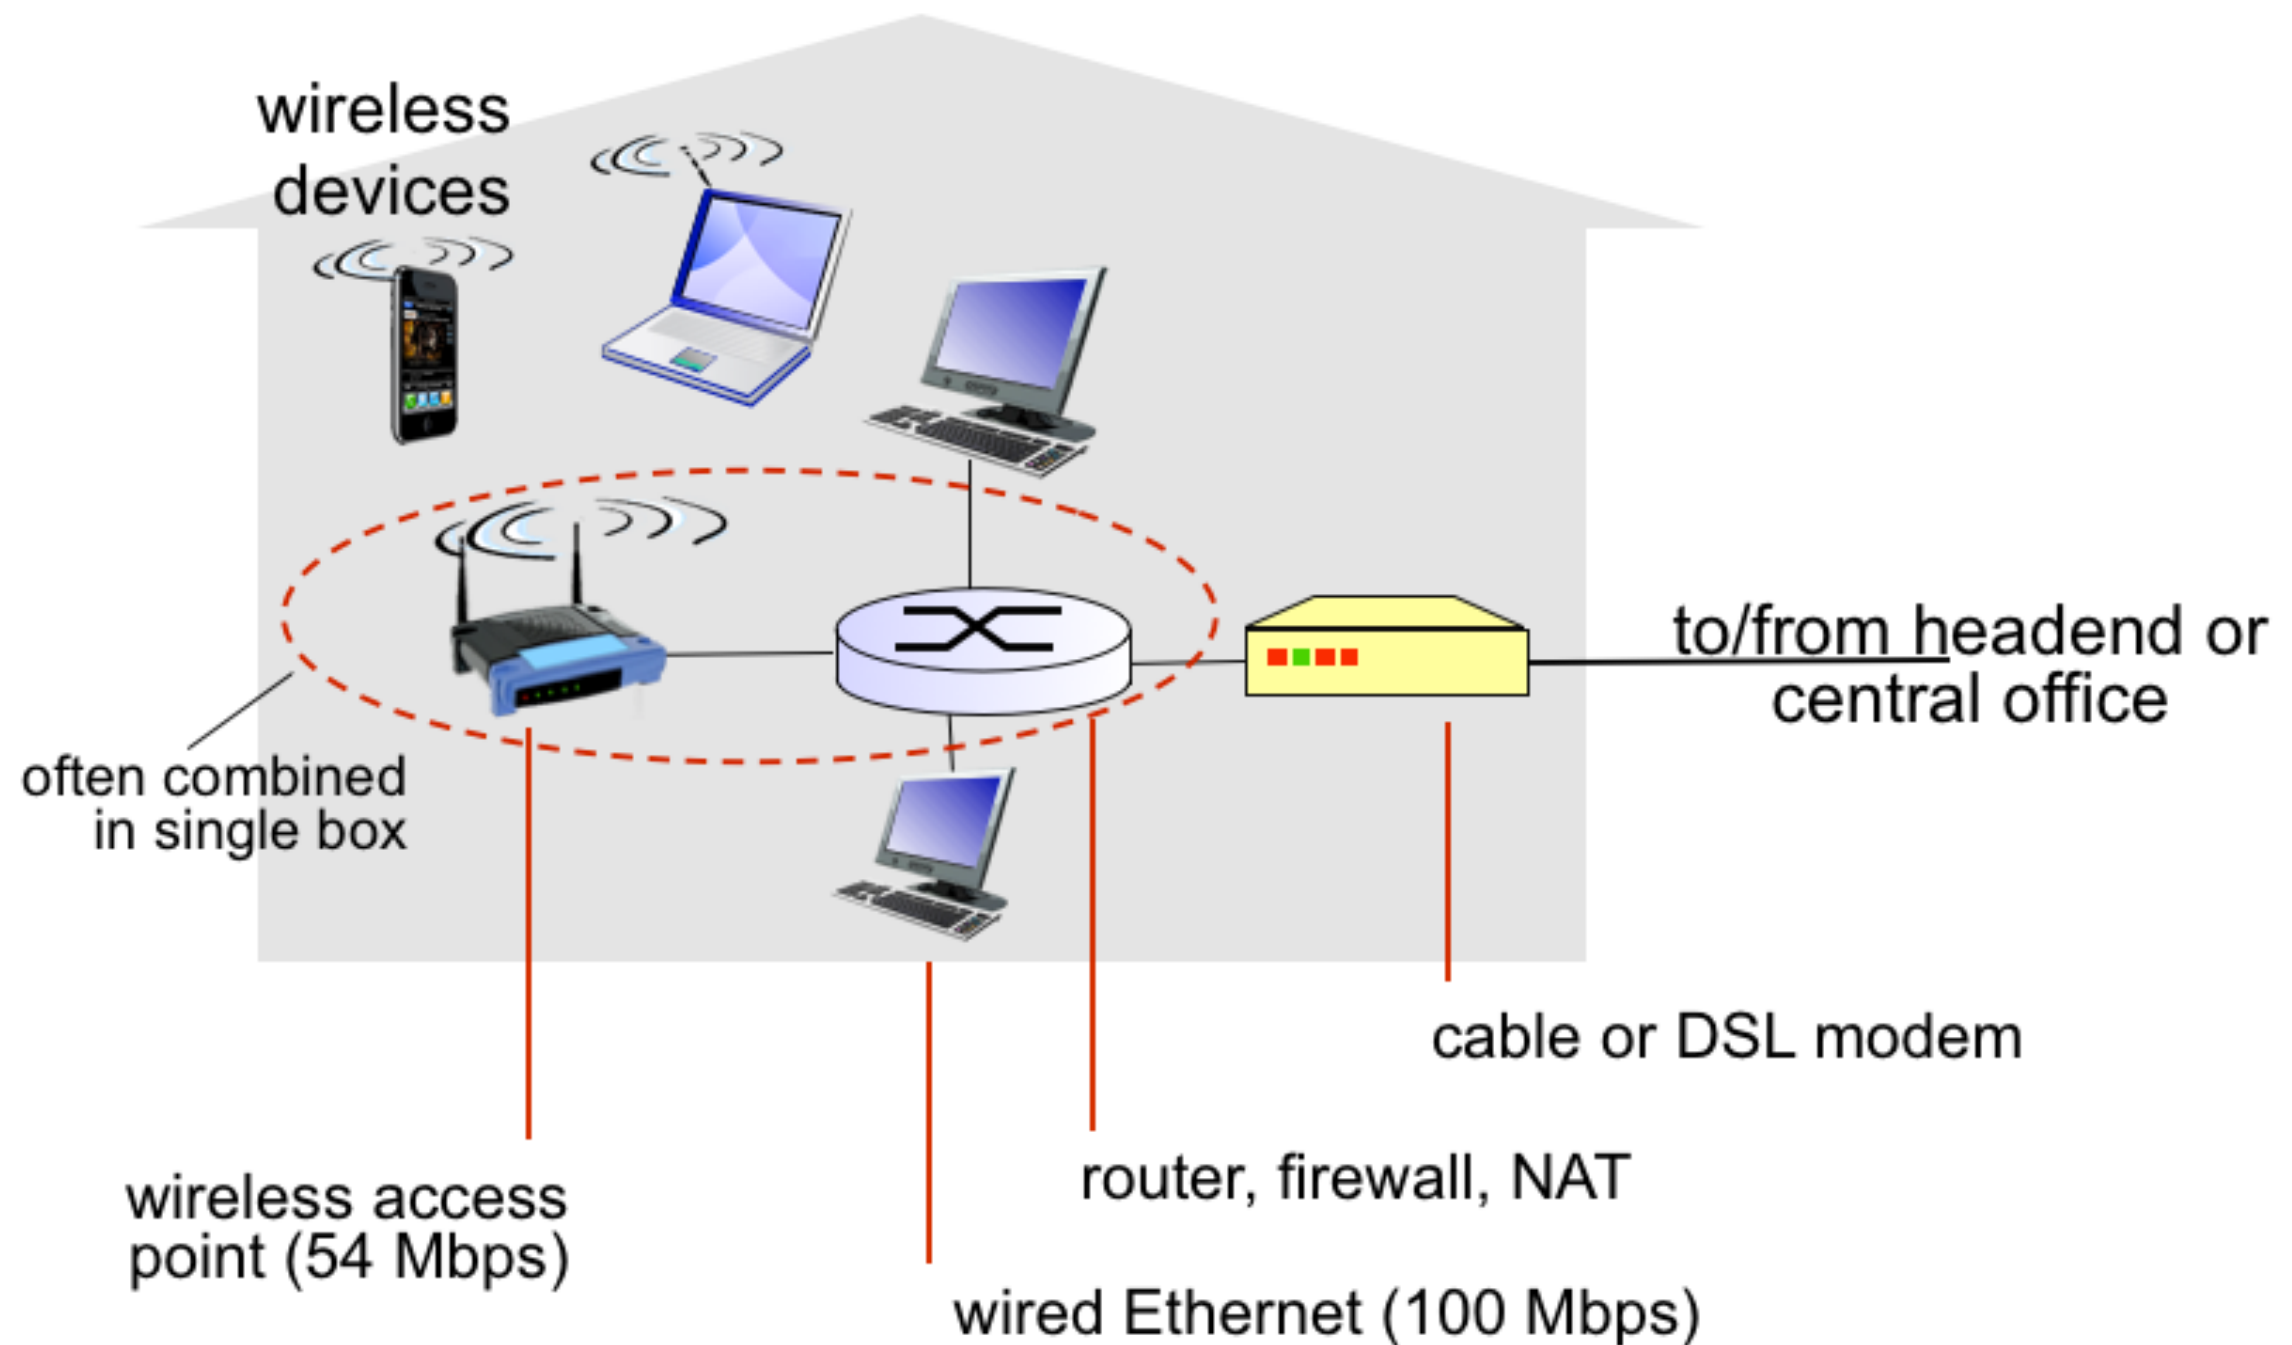 wireless
devices
to/from headend or
central office
often combined
in single box
cable or DSL modem
router, firewall, NAT
wireless access
point (54 Mbps)
wired Ethernet (100 Mbps)